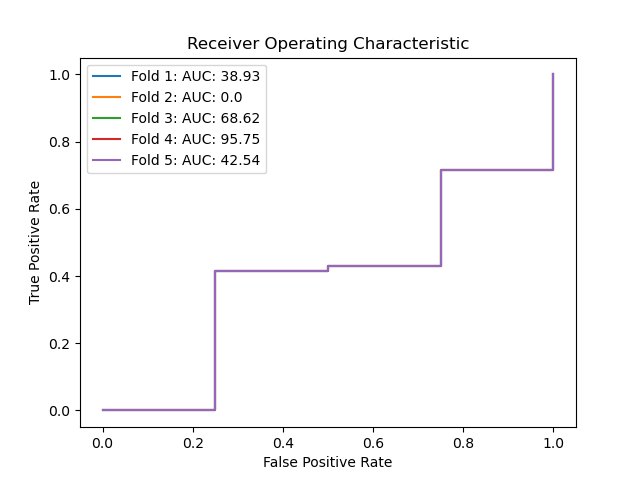 Receiver Operating Characteristic
Fold 1: AUC: 38.93
Fold 2: AUC: 0.0
Fold 3: AUC: 68.62
Fold 4: AUC: 95.75
Fold 5: AUC: 42.54
1.0
0.8
0.6
0.4
0.2
0.0
True Positive Rate
0.0 0.2 0.4 0.6 0.8 1.0
False Positive Rate